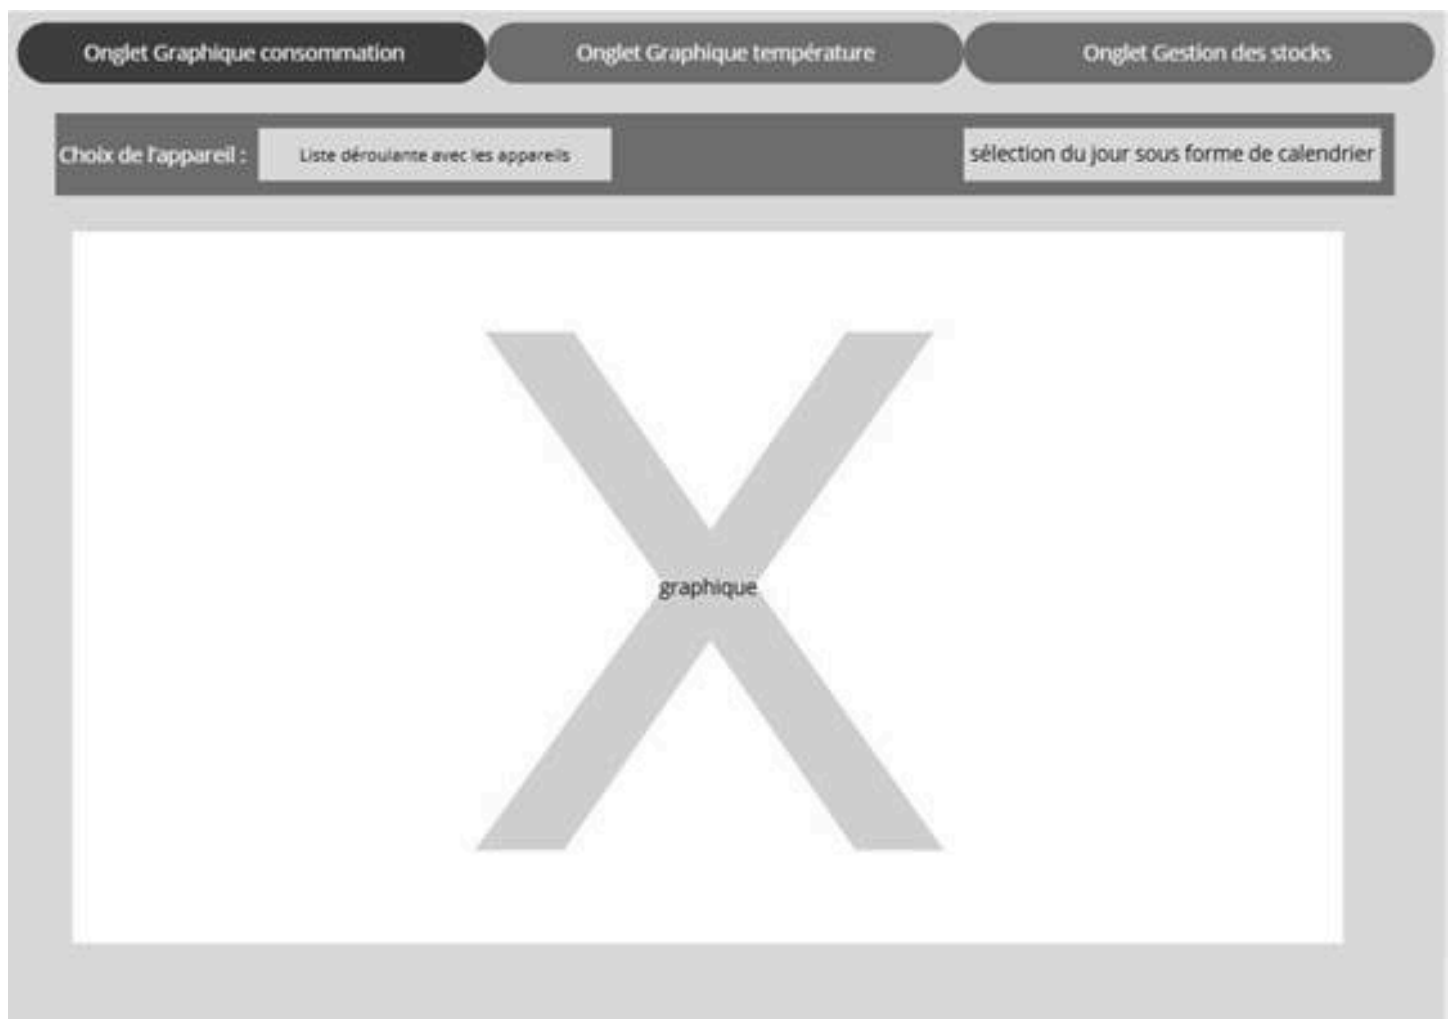 Onglet Graphique consommation
Onglet Graphique température
Onglet Gestion des stocks
Choix de l'appareil :
Liste déroulante avec les appareils
sélection du jour sous forme de calendrier
graphique